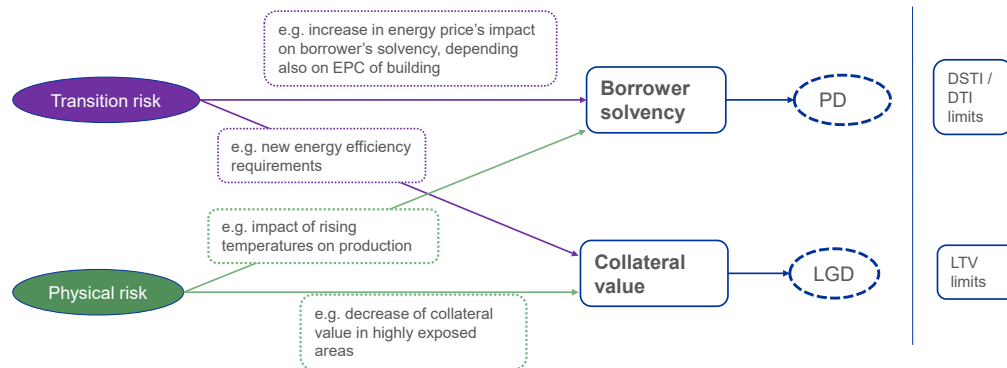 e.g. increase in energy price's impact
on borrower's solvency, depending
also on EPC of building
Transition risk
Borrower
solvency
PD
DSTI /
DTI
limits
e.g. new energy efficiency
requirements
e.g. impact of rising
temperatures on production
Physical risk
Collateral
value
LGD
LTV
limits
e.g. decrease of collateral
value in highly exposed
areas